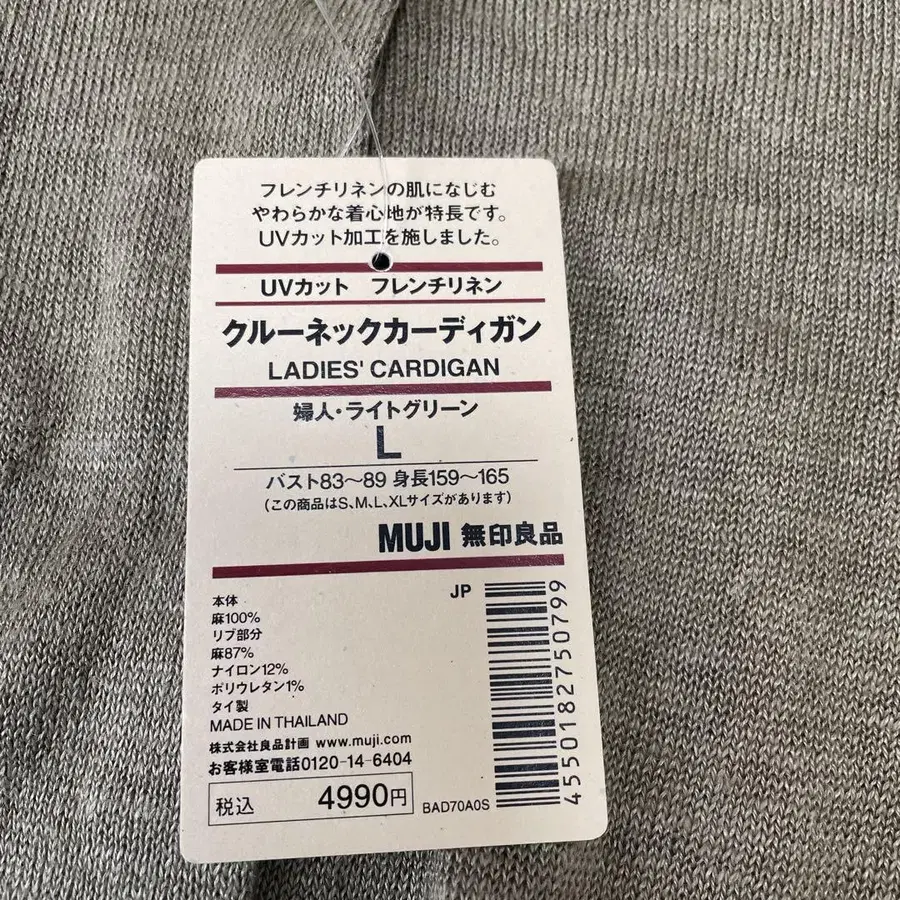 フレンチリネンの肌になじむ
やわらかな着心地が特長です。
UVカット加工を施しました。
UVカット　フレンチリネン
クルーネックカーディガン
LADIES' CARDIGAN
婦人・ライトグリーン
L
バスト83〜89 身長159〜165
(この商品はS、M、L、XLサイズがあります)
MUJI 無印良品
JP
本体
麻100%
リブ部分
麻87%
ナイロン12%
ポリウレタン1%
タイ製
MADE IN THAILAND
株式会社良品計画 www.muji.com
お客様室電話0120-14-6404
税込 4990円
BAD70A0S
4550182750799